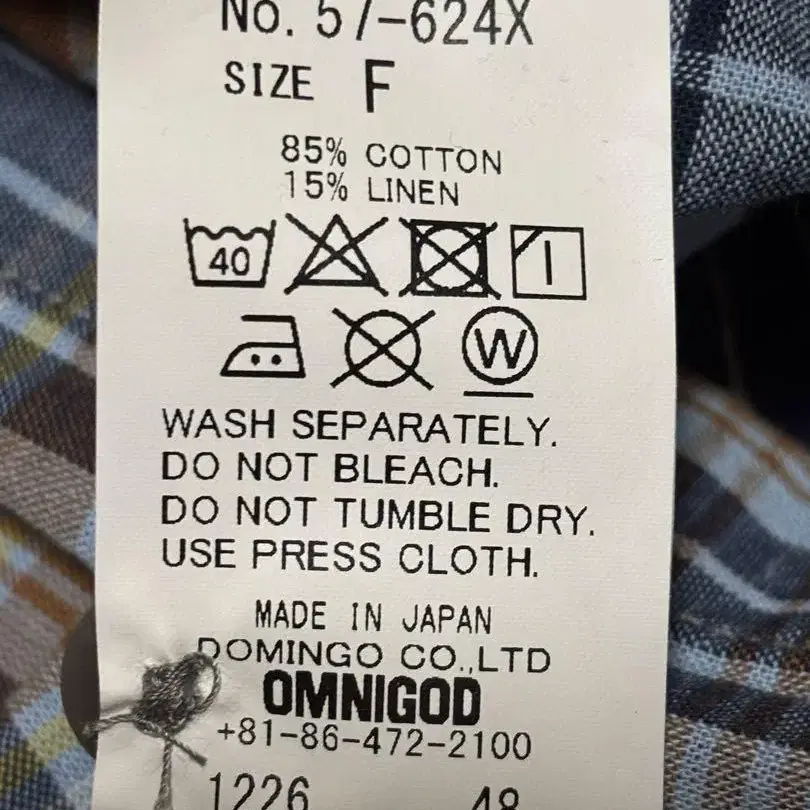 No. 57-624X
SIZE F
85% COTTON
15% LINEN
40
W
WASH SEPARATELY.
DO NOT BLEACH.
DO NOT TUMBLE DRY.
USE PRESS CLOTH.
MADE IN JAPAN
DOMINGO CO.,LTD
OMNIGOD
+81-86-472-2100
1226 48